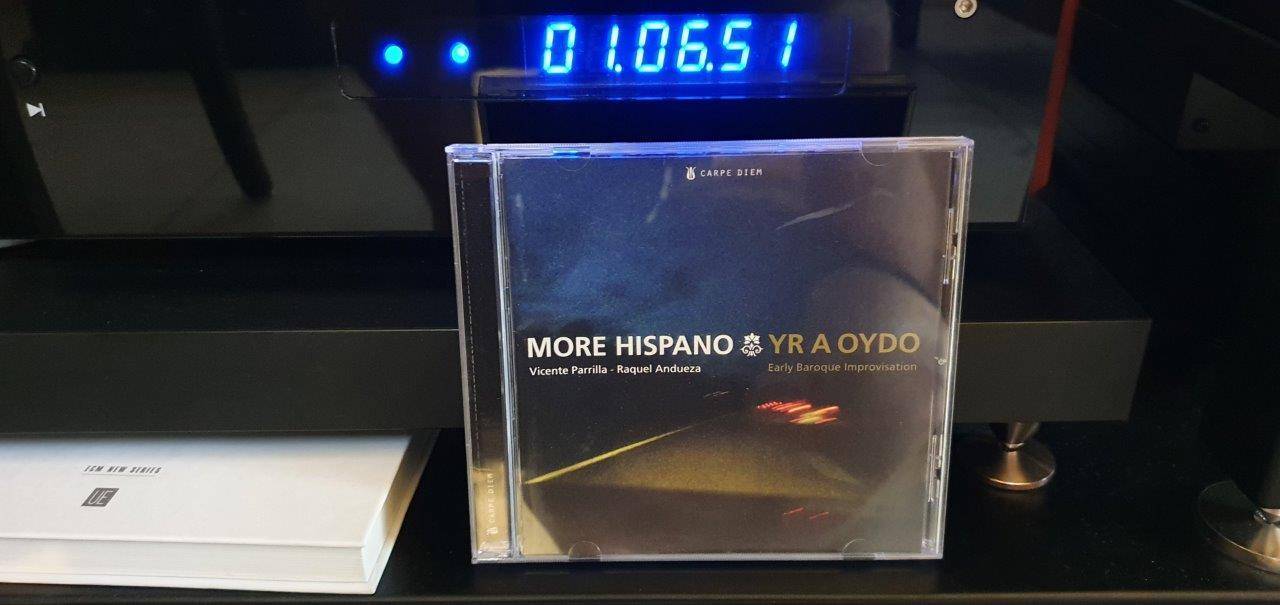 01.06.51
CARPE DIEM
MORE HISPANO YR A OYDO
Vicente Parrilla - Raquel Andueza Early Baroque Improvisation
CARPE DIEM
ECM NEW SERIES
UE